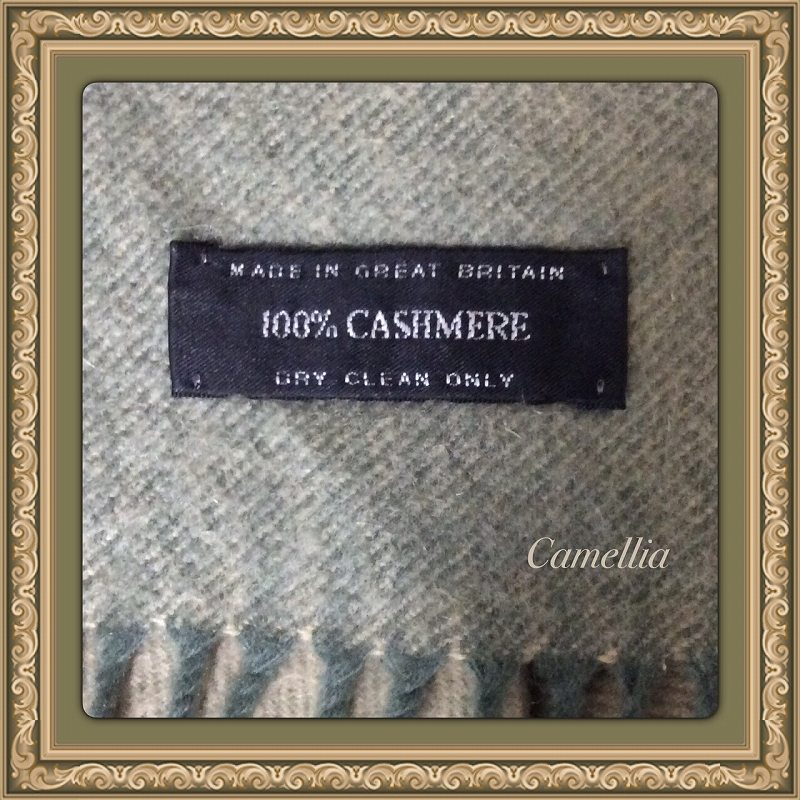 MADE IN GREAT BRITAIN
100% CASHMERE
DRY CLEAN ONLY
Camellia